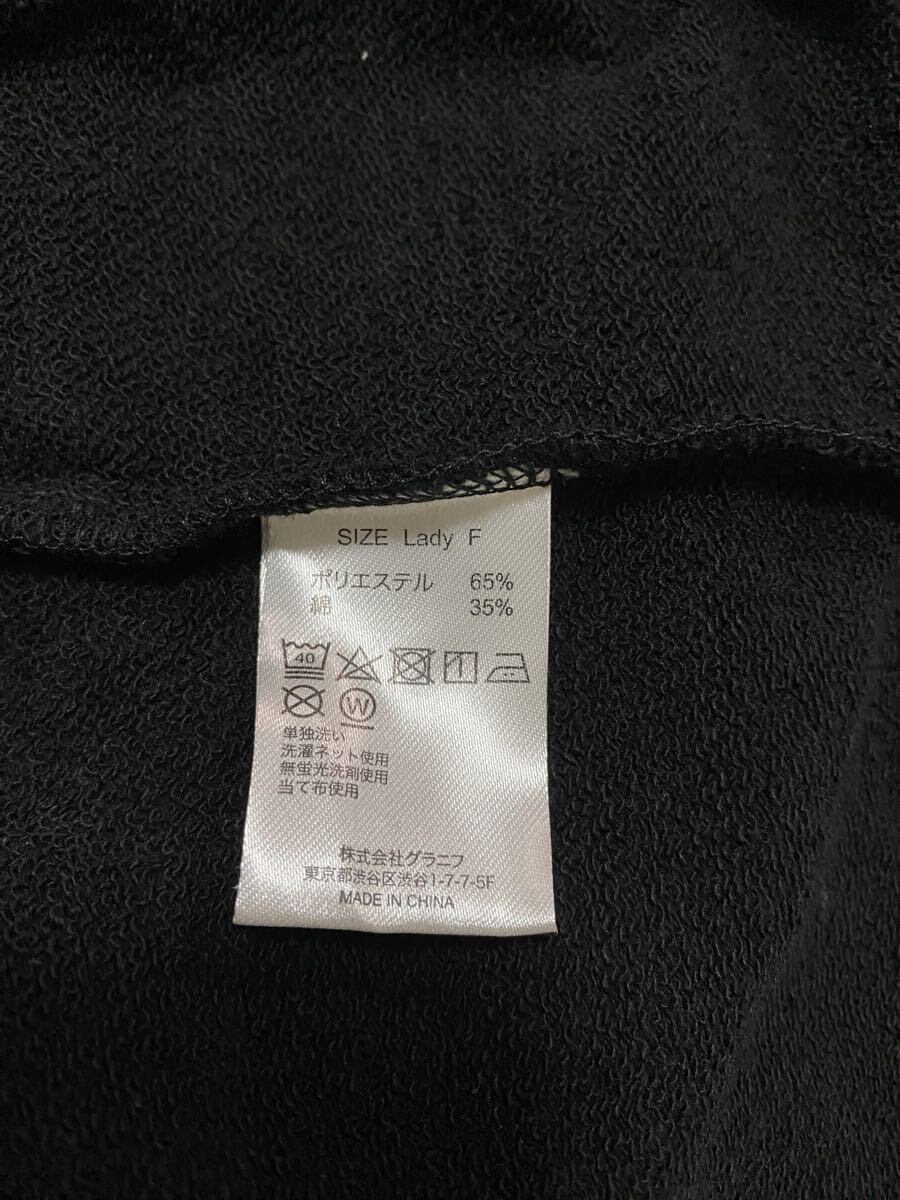 SIZE Lady F
ポリエステル 65%
綿 35%
40
W
単独洗い
洗濯ネット使用
無蛍光洗剤使用
当て布使用
株式会社グラニフ
東京都渋谷区渋谷1-7-7-5F
MADE IN CHINA